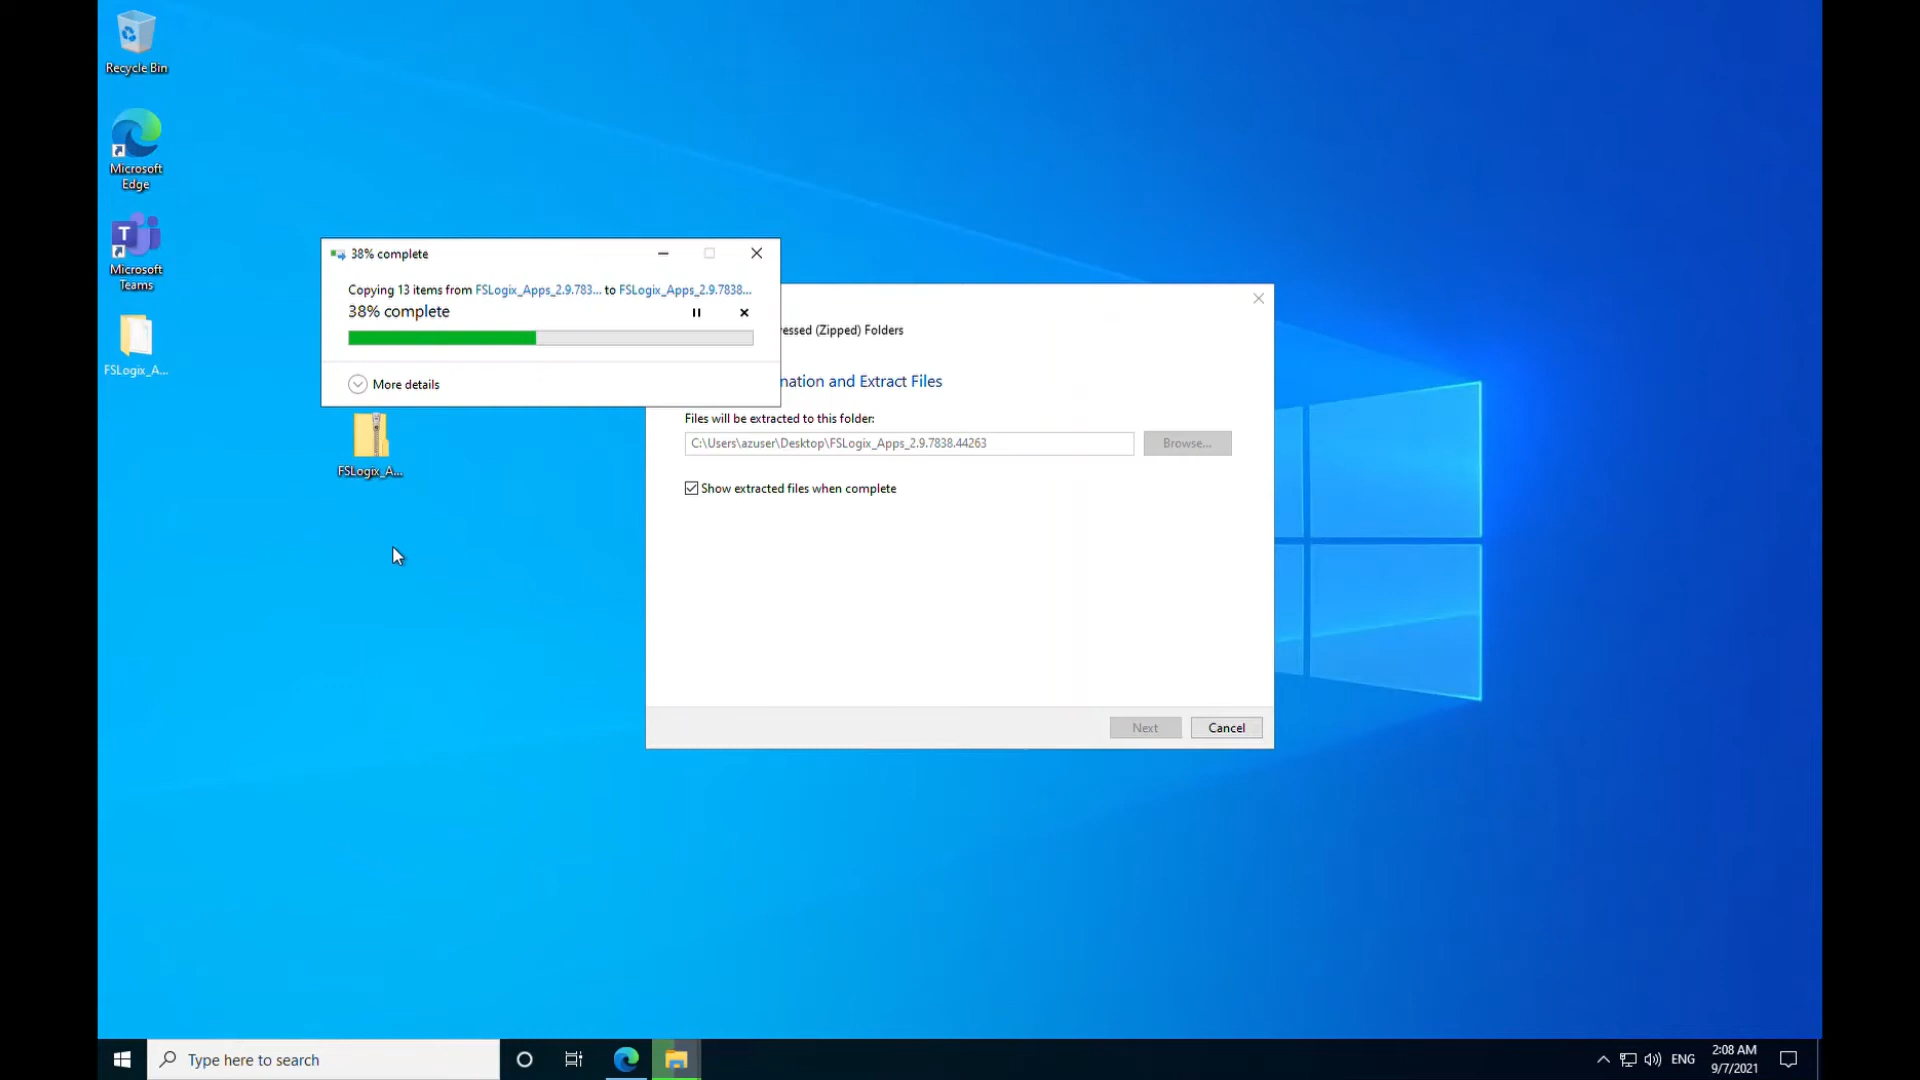 Recycle Bin
Microsoft
Edge
T
Microsoft
Teams
FSLogix_A...
38% complete
Copying 13 items from FSLogix_Apps_2.9.783... to FSLogix_Apps_2.9.7838...
38% complete
More details
FSLogix_A...
essed (Zipped) Folders
nation and Extract Files
Files will be extracted to this folder:
C:\Users\azuser\Desktop\FSLogix_Apps_2.9.7838.44263
Browse...
Show extracted files when complete
Next
Cancel
Type here to search
ENG
2:08 AM
9/7/2021